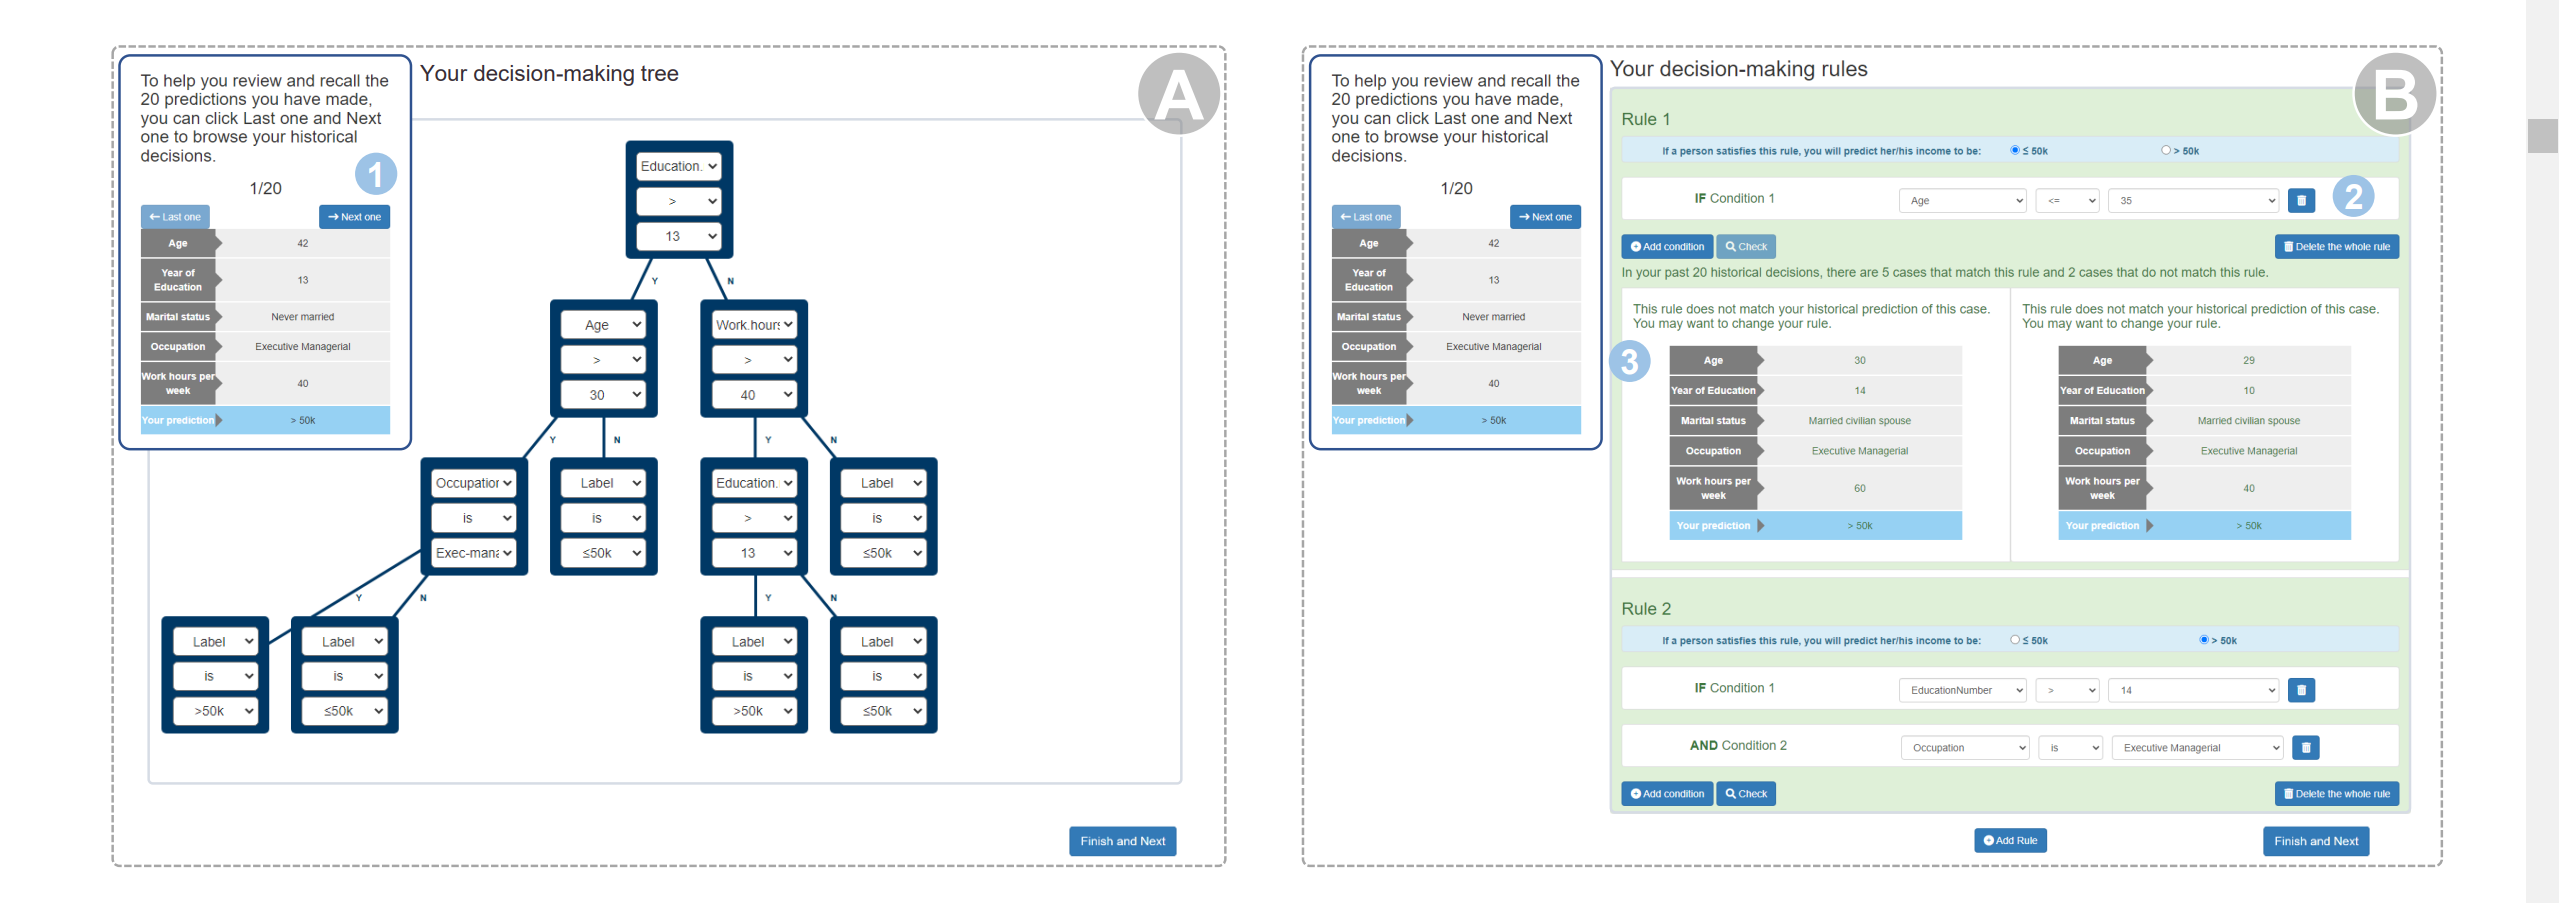 To help you review and recall the
20 predictions you have made,
you can click Last one and Next
one to browse your historical
decisions.
1
1/20
← Last one
→ Next one
Age 42
Year of
Education 13
Marital status Never married
Occupation Executive Managerial
Work hours per
week 40
Your prediction > 50k
Your decision-making tree
A
Education.
>
13
Y N
Age Work.hours
> >
30 40
Y N Y N
Occupation Label Education. Label
is is > is
Exec-mana ≤50k 13 ≤50k
Y N Y N
Label Label Label Label
is is is is
>50k ≤50k >50k ≤50k
Finish and Next
To help you review and recall the
20 predictions you have made,
you can click Last one and Next
one to browse your historical
decisions.
1/20
← Last one
→ Next one
Age 42
Year of
Education 13
Marital status Never married
Occupation Executive Managerial
Work hours per
week 40
Your prediction > 50k
Your decision-making rules
B
Rule 1
If a person satisfies this rule, you will predict her/his income to be: ≤ 50k > 50k
IF Condition 1 Age <= 35
2
Add condition Check Delete the whole rule
In your past 20 historical decisions, there are 5 cases that match this rule and 2 cases that do not match this rule.
This rule does not match your historical prediction of this case.
You may want to change your rule.
3
Age 30
Year of Education 14
Marital status Married civilian spouse
Occupation Executive Managerial
Work hours per
week 60
Your prediction > 50k
This rule does not match your historical prediction of this case.
You may want to change your rule.
Age 29
Year of Education 10
Marital status Married civilian spouse
Occupation Executive Managerial
Work hours per
week 40
Your prediction > 50k
Rule 2
If a person satisfies this rule, you will predict her/his income to be: ≤ 50k > 50k
IF Condition 1 EducationNumber > 14
AND Condition 2 Occupation is Executive Managerial
Add condition Check Delete the whole rule
Add Rule
Finish and Next